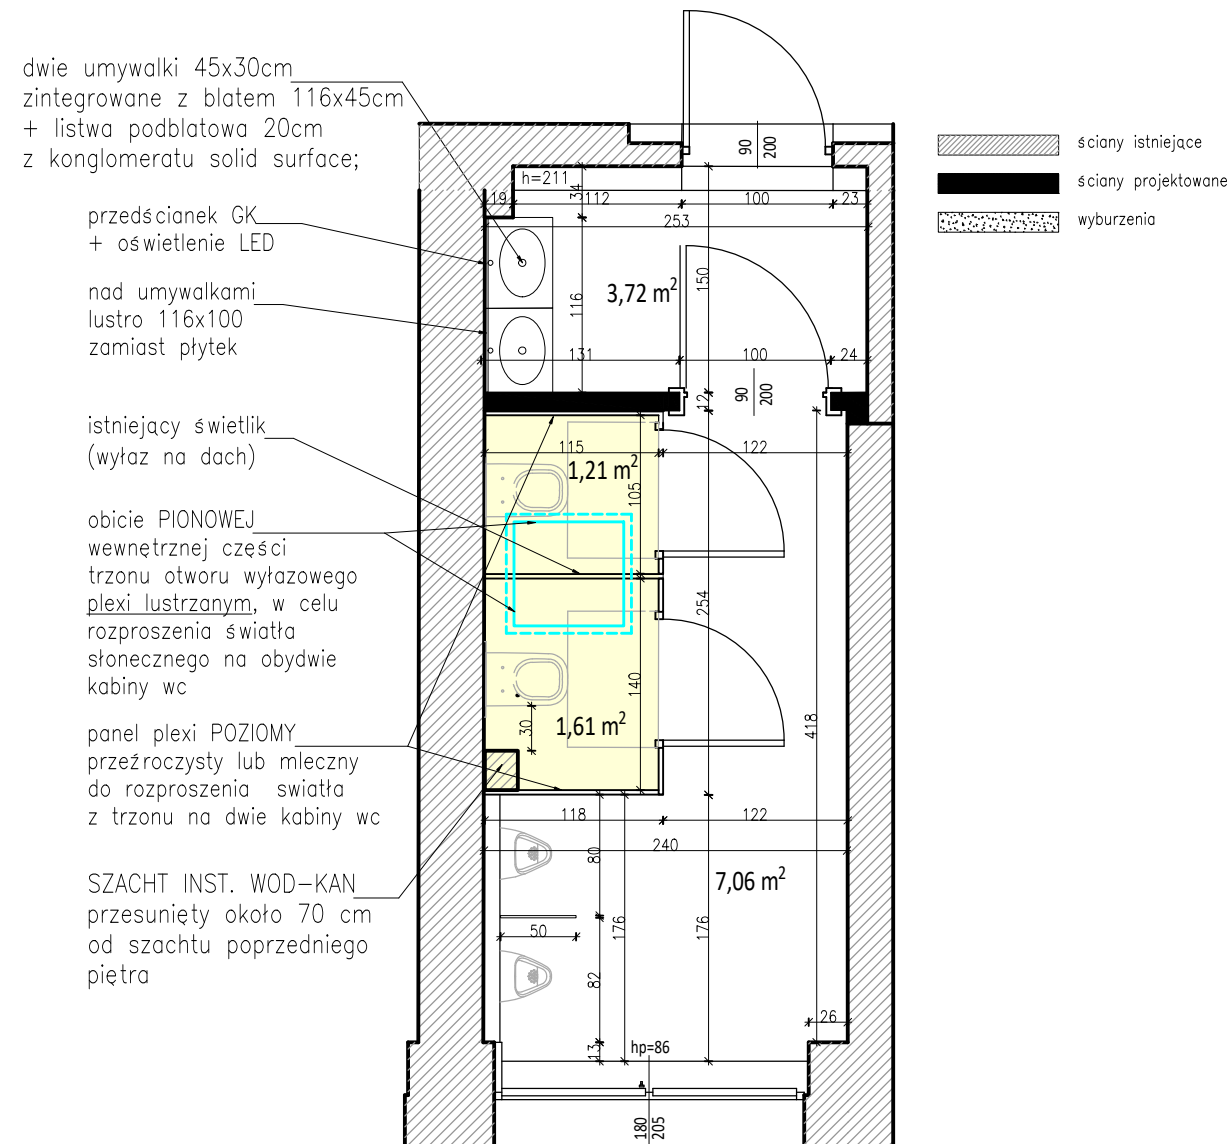 dwie umywalki 45x30cm
zintegrowane z blatem 116x45cm
+ listwa podblatowa 20cm
z konglomeratu solid surface;
przedścianek GK
+ oświetlenie LED
nad umywalkami
lustro 116x100
zamiast płytek
istniejący świetlik
(wyłaz na dach)
obicie PIONOWEJ
wewnętrznej części
trzonu otworu wyłazowego
plexi lustrzanym, w celu
rozproszenia światła
słonecznego na obydwie
kabiny wc
panel plexi POZIOMY
przeźroczysty lub mleczny
do rozproszenia swiatła
z trzonu na dwie kabiny wc
SZACHT INST. WOD-KAN
przesunięty około 70 cm
od szachtu poprzedniego
piętra
ściany istniejące
ściany projektowane
wyburzenia
90
200
h=211
34
19
112
100
23
253
150
3,72 m²
116
131
100
24
90
200
12
115
122
1,21 m²
105
254
140
1,61 m²
30
418
118
122
240
80
7,06 m²
50
176
176
82
26
13
hp=86
180
205